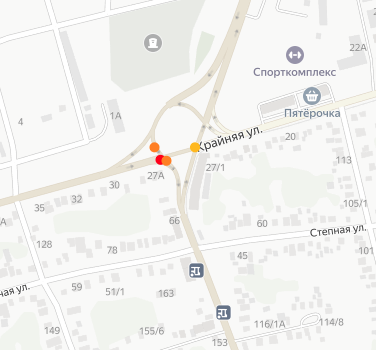 22А
Спорткомплекс
Пятёрочка
1А
4
Крайняя ул.
20
113
27/1
27А
30
32
35
А
66
105/1
128
78
60
Степная ул.
45
101
ная ул.
59
51/1
163
149
155/6
153
116/1А
114/8